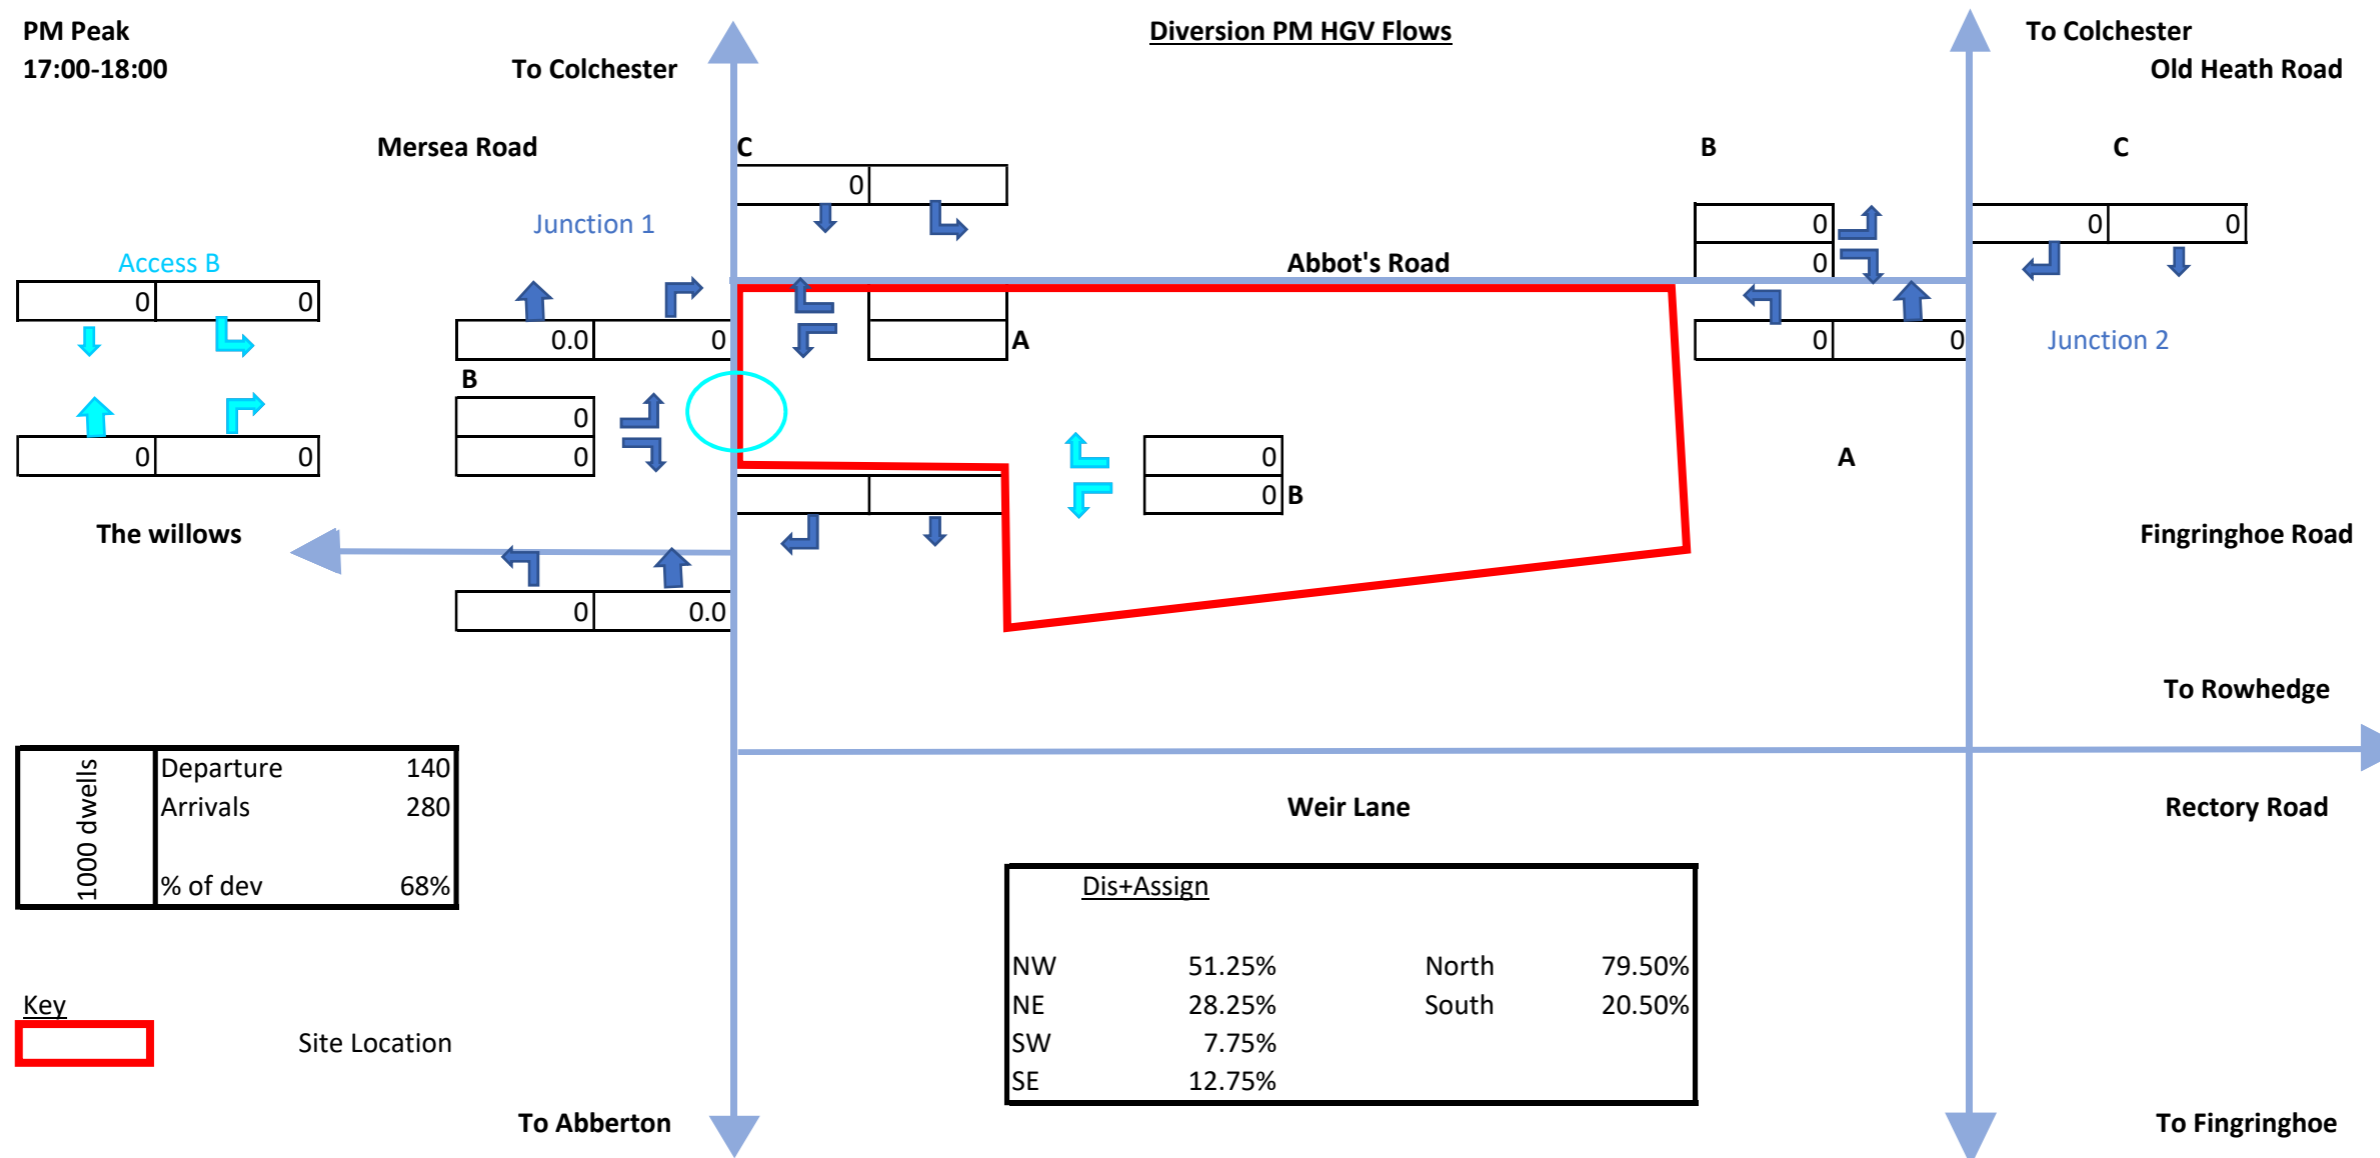 PM Peak
Diversion PM HGV Flows
To Colchester
17:00-18:00
To Colchester
Old Heath Road
Mersea Road
C
B
C
0
Junction 1
0
0 0
Access B
Abbot's Road
0
0 0
0.0 0
A
0 0
Junction 2
B
0
0
0 0
0
A
0 B
The willows
Fingringhoe Road
0 0.0
To Rowhedge
1000 dwells
Departure 140
Arrivals 280
% of dev 68%
Weir Lane
Rectory Road
Dis+Assign
NW 51.25% North 79.50%
NE 28.25% South 20.50%
SW 7.75%
SE 12.75%
Key
Site Location
To Abberton
To Fingringhoe